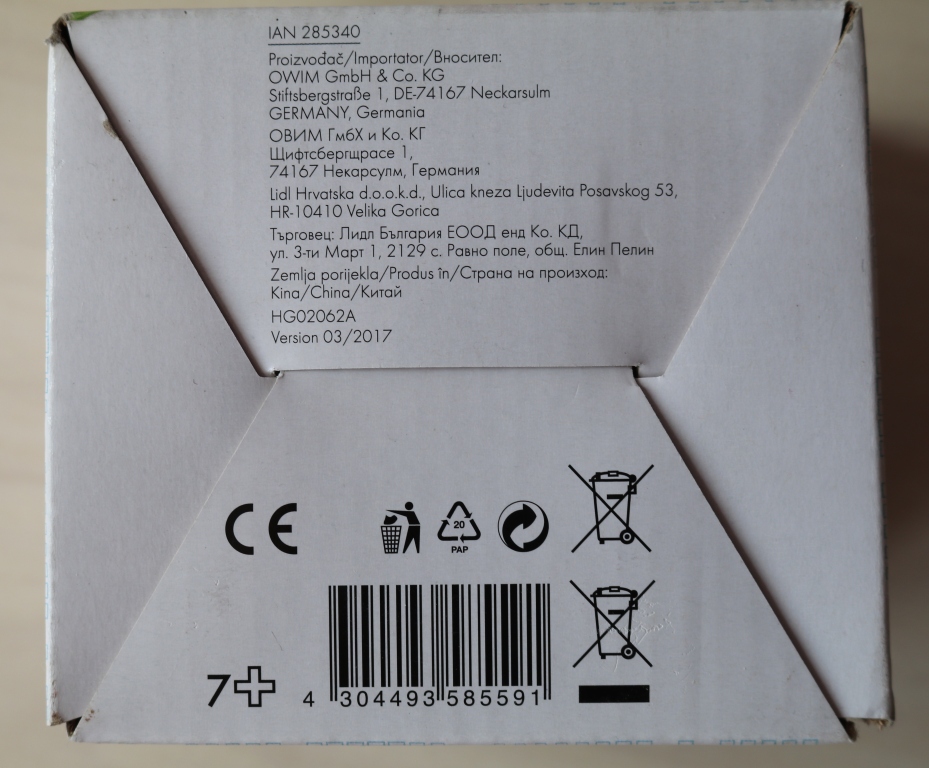 IAN 285340
Proizvođač/Importator/Вносител:
OWIM GmbH & Co. KG
Stiftsbergstraße 1, DE-74167 Neckarsulm
GERMANY, Germania
ОВИМ ГмбХ и Ко. КГ
Щифтсбергщрасе 1,
74167 Некарсулм, Германия
Lidl Hrvatska d.o.o.k.d., Ulica kneza Ljudevita Posavskog 53,
HR-10410 Velika Gorica
Търговец: Лидл България ЕООД енд Ко. КД,
ул. 3-ти Март 1, 2129 с. Равно поле, общ. Елин Пелин
Zemlja porijekla/Produs în/Страна на произход:
Kina/China/Китай
HG02062A
Version 03/2017
CE
20
PAP
7+
4 304493 585591